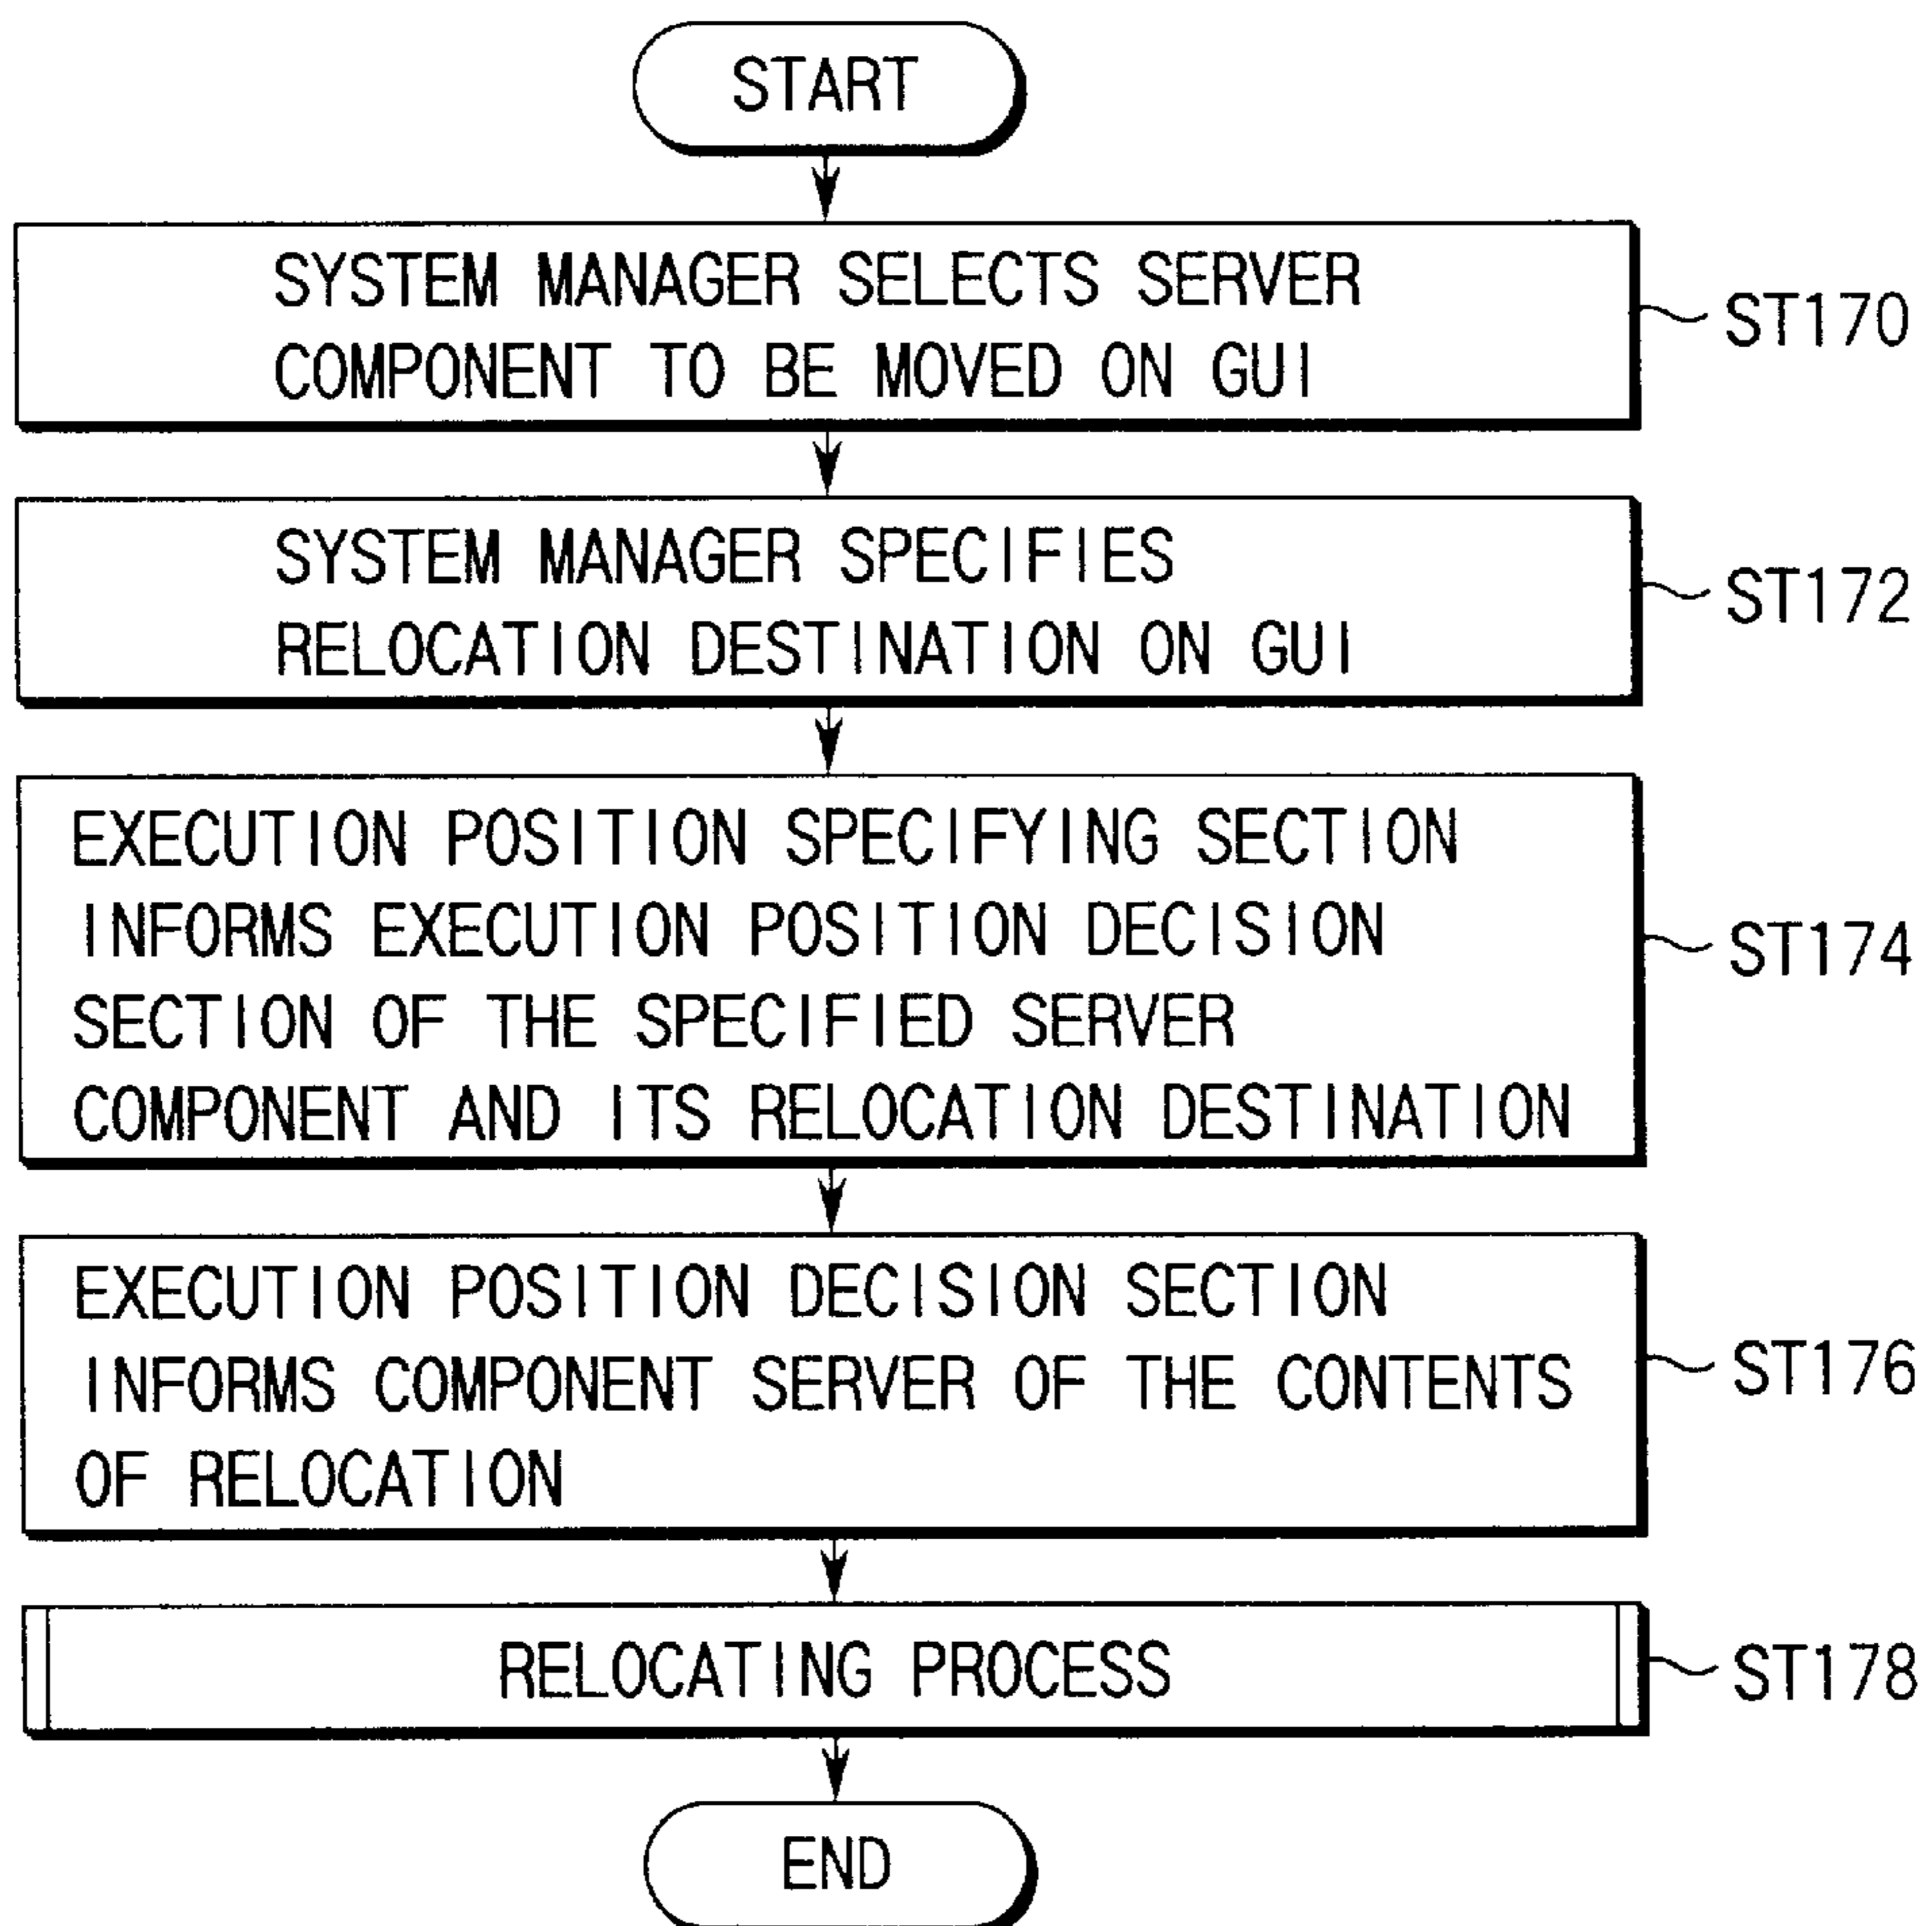 START
SYSTEM MANAGER SELECTS SERVER
COMPONENT TO BE MOVED ON GUI
ST170
SYSTEM MANAGER SPECIFIES
RELOCATION DESTINATION ON GUI
ST172
EXECUTION POSITION SPECIFYING SECTION
INFORMS EXECUTION POSITION DECISION
SECTION OF THE SPECIFIED SERVER
COMPONENT AND ITS RELOCATION DESTINATION
ST174
EXECUTION POSITION DECISION SECTION
INFORMS COMPONENT SERVER OF THE CONTENTS
OF RELOCATION
ST176
RELOCATING PROCESS
ST178
END